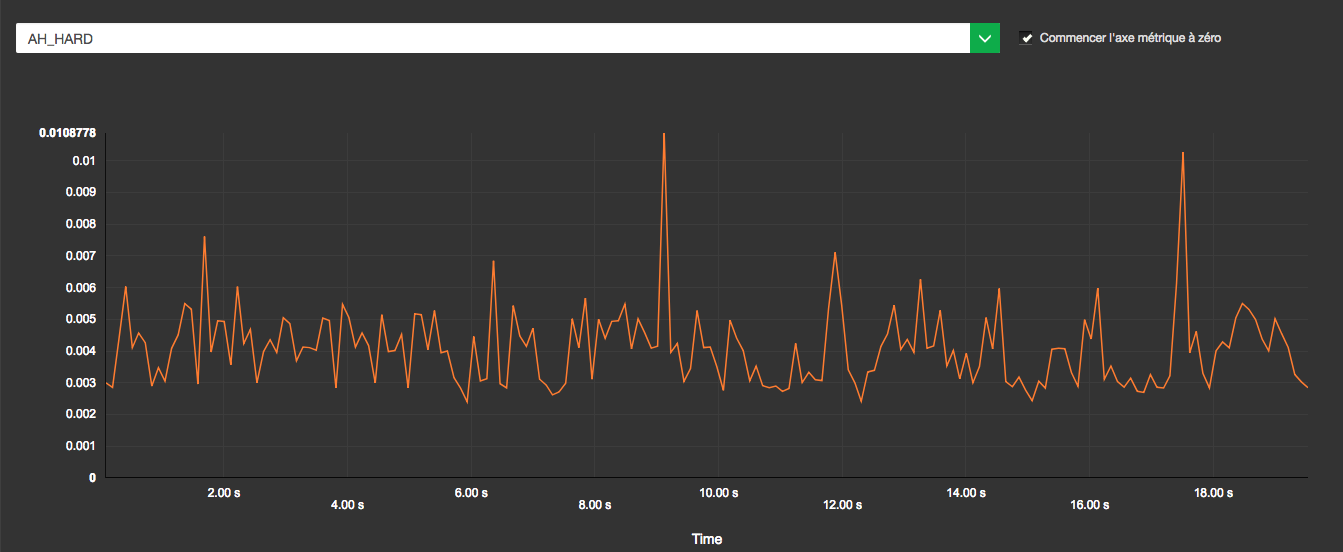 AH_HARD
Commencer l'axe métrique à zéro
0.0108778
0.01
0.009
0.008
0.007
0.006
0.005
0.004
0.003
0.002
0.001
0
2.00 s
4.00 s
6.00 s
8.00 s
10.00 s
12.00 s
14.00 s
16.00 s
18.00 s
Time